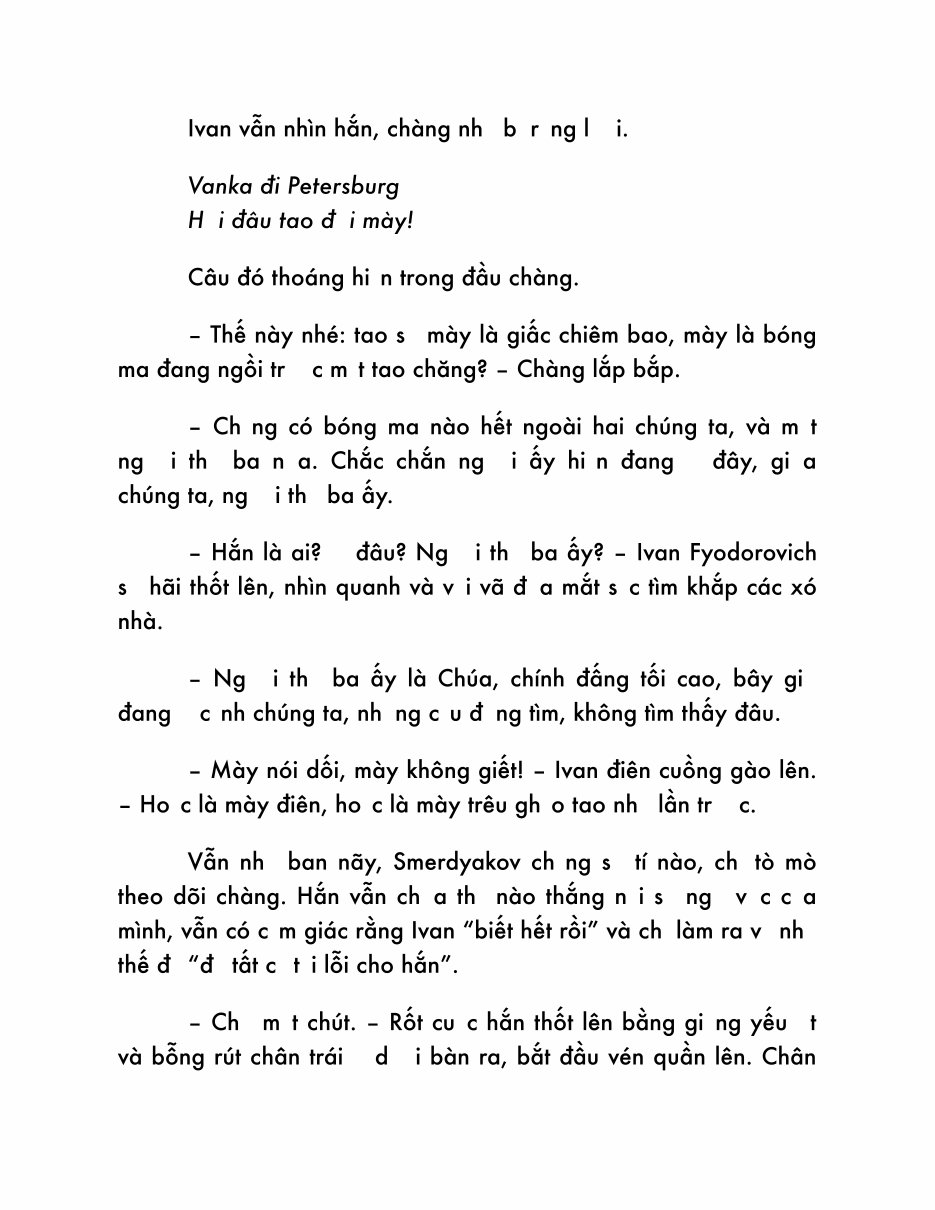 Ivan vẫn nhìn hắn, chàng nh b r ng l i.
Vanka đi Petersburg
H i đâu tao đ i mày!
Câu đó thoáng hi n trong đầu chàng.
– Thế này nhé: tao s mày là giấc chiêm bao, mày là bóng
ma đang ngồi tr c m t tao chăng? – Chàng lắp bắp.
– Ch ng có bóng ma nào hết ngoài hai chúng ta, và m t
ng i th ba n a. Chắc chắn ng i ấy hi n đang đây, gi a
chúng ta, ng i th ba ấy.
– Hắn là ai? đâu? Ng i th ba ấy? – Ivan Fyodorovich
s hãi thốt lên, nhìn quanh và v i vã đ a mắt s c tìm khắp các xó
nhà.
– Ng i th ba ấy là Chúa, chính đấng tối cao, bây gi
đang c nh chúng ta, nh ng c u đ ng tìm, không tìm thấy đâu.
– Mày nói dối, mày không giết! – Ivan điên cuồng gào lên.
– Ho c là mày điên, ho c là mày trêu gh o tao nh lần tr c.
Vẫn nh ban nãy, Smerdyakov ch ng s tí nào, ch tò mò
theo dõi chàng. Hắn vẫn ch a th nào thắng n i s ng v c c a
mình, vẫn có c m giác rằng Ivan “biết hết rồi” và ch làm ra v nh
thế đ “đ tất c t i lỗi cho hắn”.
– Ch m t chút. – Rốt cu c hắn thốt lên bằng gi ng yếu t
và bỗng rút chân trái d i bàn ra, bắt đầu vén quần lên. Chân